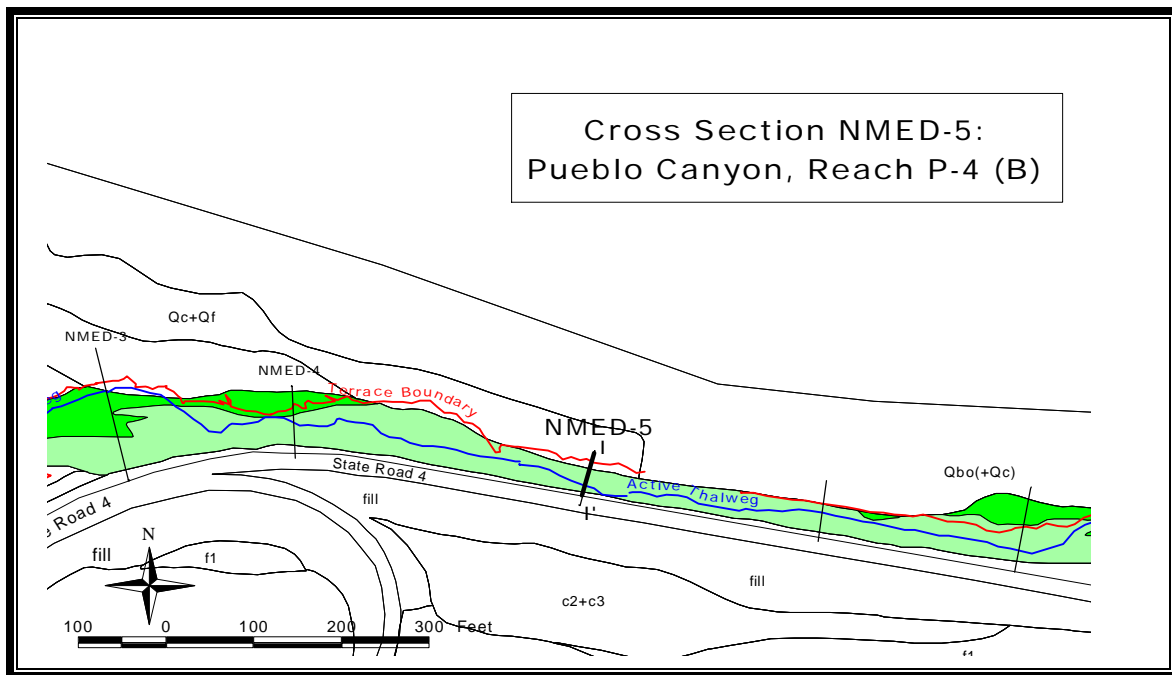 Cross Section NMED-5:
Pueblo Canyon, Reach P-4 (B)
Qc+Qf
NMED-3
NMED-4
Terrace Boundary
NMED-5
I
Qbo(+Qc)
State Road 4
Active Thalweg
I'
fill
Road 4
N
fill
f1
fill
c2+c3
100 0 100 200 300 Feet
f1